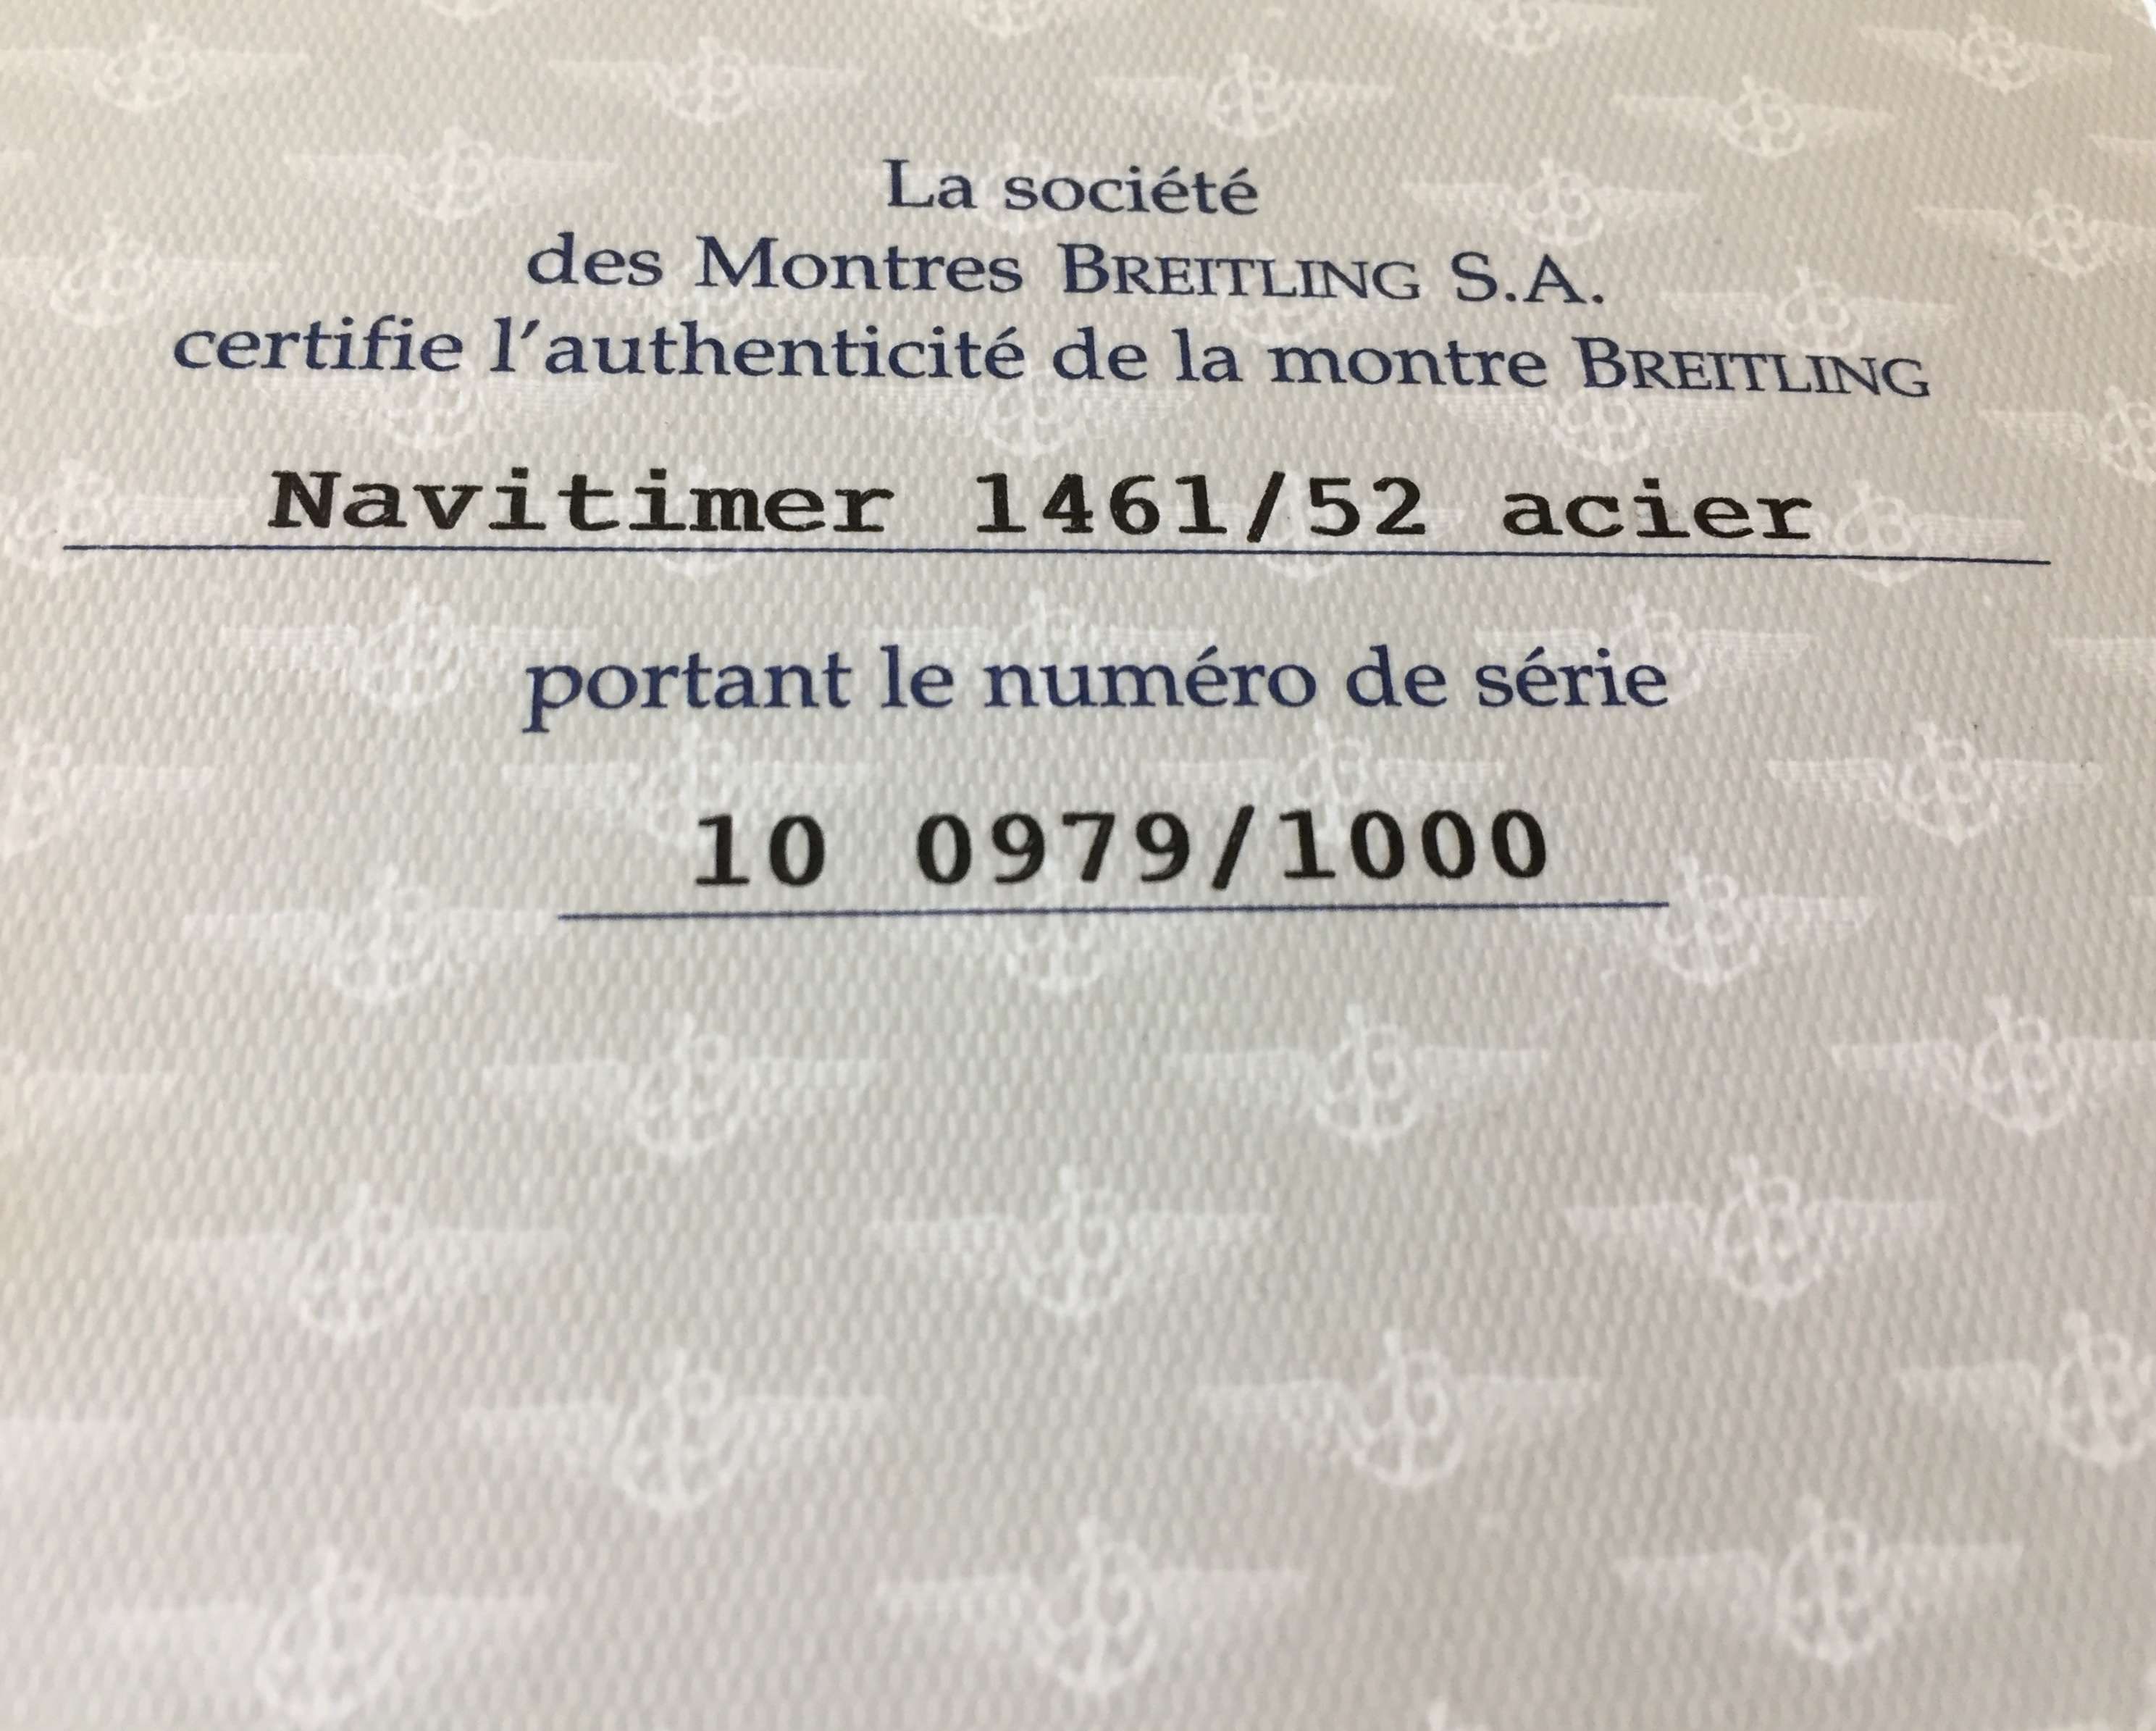 La société
des Montres BREITLING S.A.
certifie l'authenticité de la montre BREITLING
Navitimer 1461/52 acier
portant le numéro de série
10 0979/1000